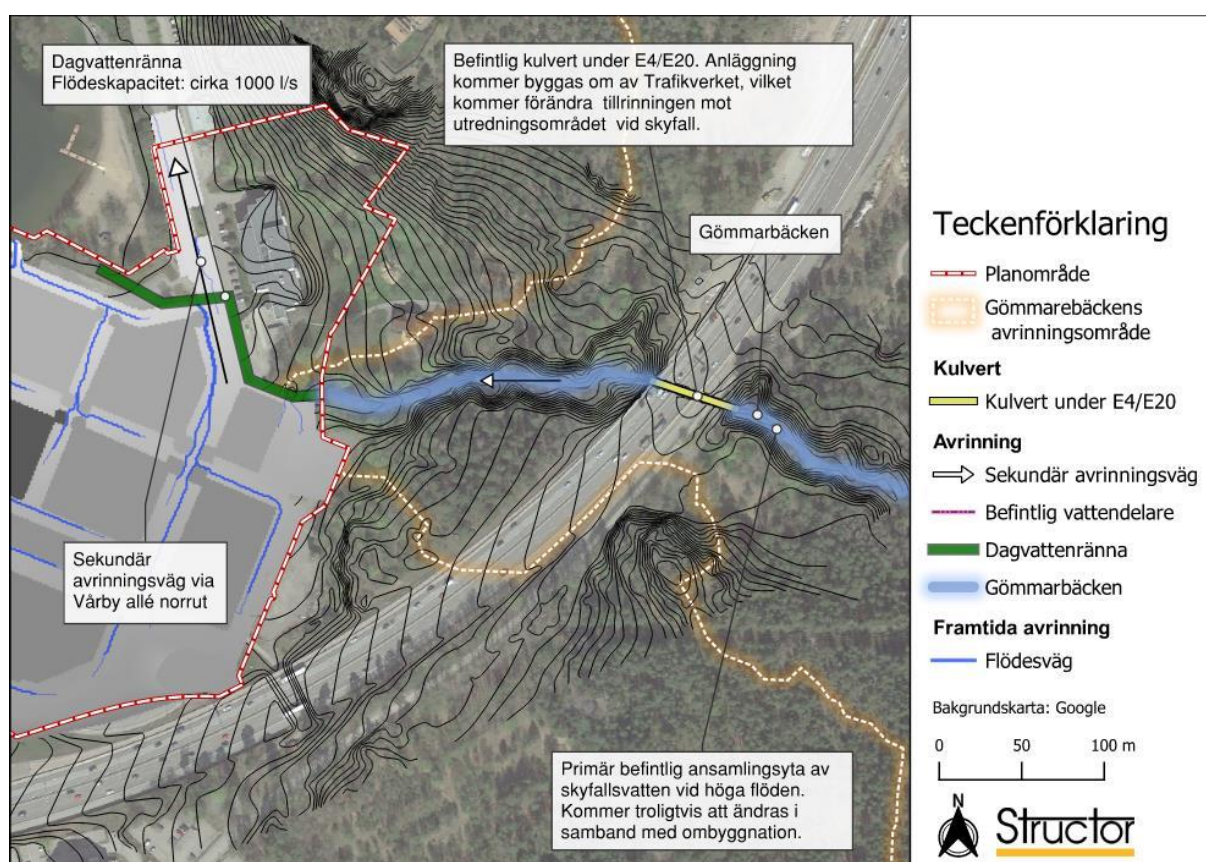 Dagvattenränna
Flödeskapacitet: cirka 1000 l/s
Befintlig kulvert under E4/E20. Anläggning
kommer byggas om av Trafikverket, vilket
kommer förändra tillrinningen mot
utredningsområdet vid skyfall.
Gömmarbäcken
Sekundär
avrinningsväg via
Vårby allé norrut
Primär befintlig ansamlingsyta av
skyfallsvatten vid höga flöden.
Kommer troligtvis att ändras i
samband med ombyggnation.
Teckenförklaring
Planområde
Gömmarebäckens
avrinningsområde
Kulvert
Kulvert under E4/E20
Avrinning
Sekundär avrinningsväg
Befintlig vattendelare
Dagvattenränna
Gömmarbäcken
Framtida avrinning
Flödesväg
Bakgrundskarta: Google
0 50 100 m
N
Structor